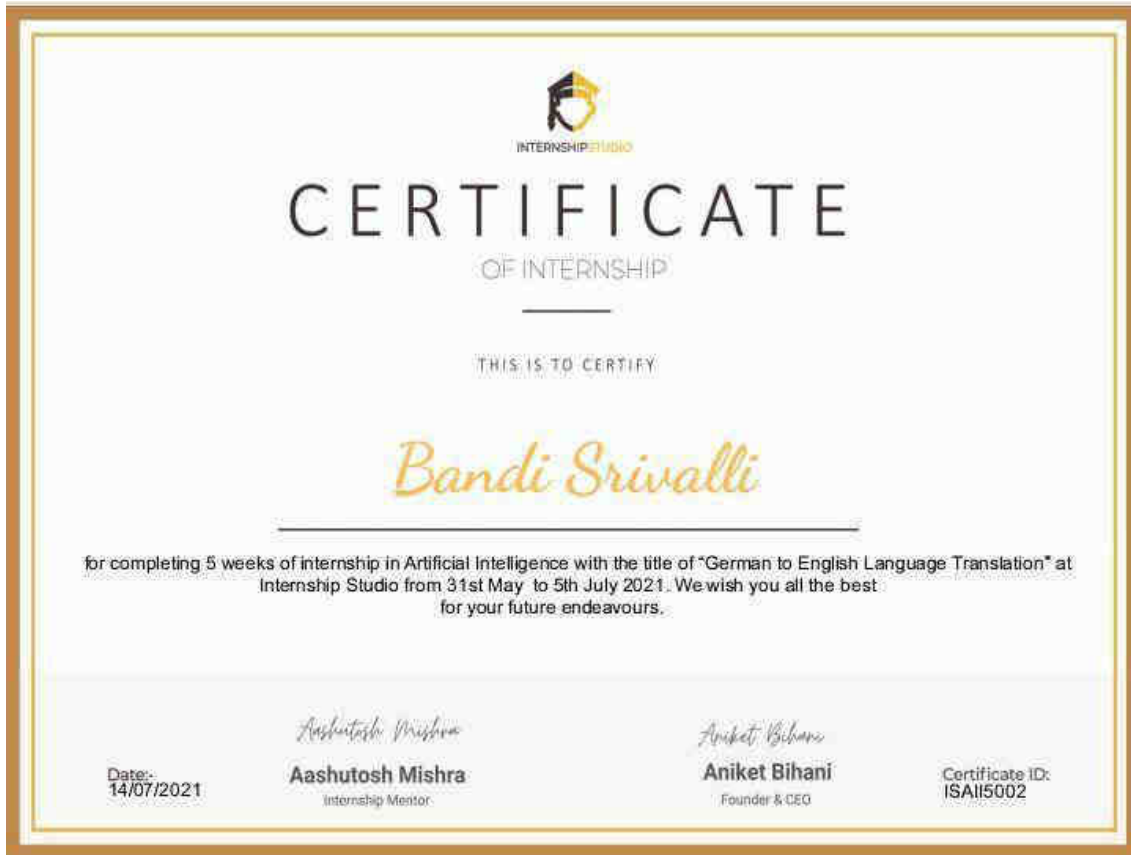 INTERNSHIPSTUDIO
CERTIFICATE
OF INTERNSHIP
THIS IS TO CERTIFY
Bandi Srivalli
for completing 5 weeks of internship in Artificial Intelligence with the title of "German to English Language Translation" at
Internship Studio from 31st May to 5th July 2021. We wish you all the best
for your future endeavours.
Aashutosh Mishra
Aniket Bihani
Date:-
14/07/2021
Aashutosh Mishra
Internship Mentor
Aniket Bihani
Founder & CEO
Certificate ID:
ISAII5002